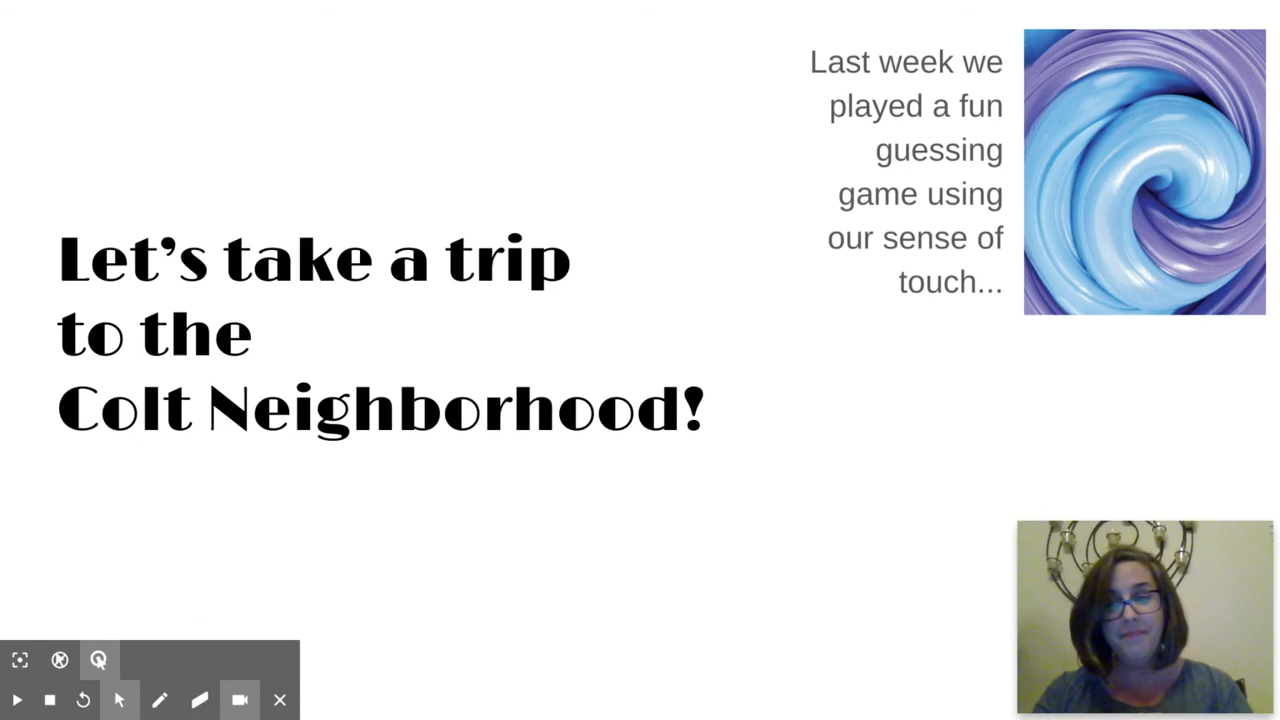 Last week we
played a fun
guessing
game using
our sense of
touch...
Let’s take a trip
to the
Colt Neighborhood!